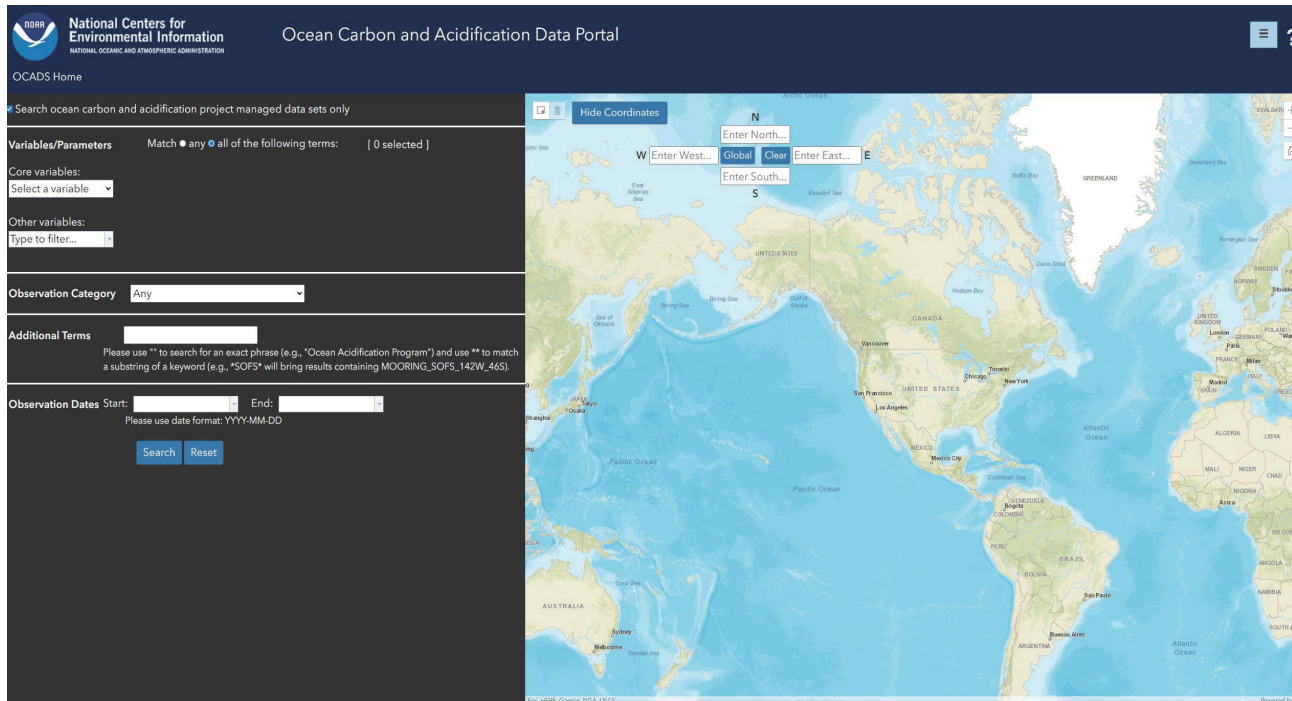 NOAA
National Centers for
Environmental Information
NATIONAL OCEANIC AND ATMOSPHERIC ADMINISTRATION
Ocean Carbon and Acidification Data Portal
?
OCADS Home
Search ocean carbon and acidification project managed data sets only
Variables/Parameters Match any all of the following terms: [ 0 selected ]
Core variables:
Select a variable
Other variables:
Type to filter...
Observation Category Any
Additional Terms
Please use "" to search for an exact phrase (e.g., "Ocean Acidification Program") and use ** to match
a substring of a keyword (e.g., *SOFS* will bring results containing MOORING_SOFS_142W_46S).
Observation Dates Start: End:
Please use date format: YYYY-MM-DD
Search Reset
Hide Coordinates
N
Enter North...
W Enter West... Global Clear Enter East... E
Enter South...
S
Arctic Ocean
East
Siberian
Sea
Beaufort Sea
Baffin Bay
GREENLAND
Greenland Sea
Norwegian Sea
UNITED STATES
Davis Strait
SWEDEN
NORWAY
Bering Sea
Bering Sea
Gulf of
Alaska
Hudson Bay
Sea of
Okhotsk
CANADA
UNITED
KINGDOM
London
GERMANY
POLAND
Paris
Vancouver
FRANCE
Milan
Toronto
Chicago
New York
ITALY
Madrid
SPAIN
San Francisco
UNITED STATES
Los Angeles
JAPAN
Tokyo
Osaka
Shanghai
Atlantic
Ocean
ALGERIA
LIBYA
MÉXICO
Mexico City
Pacific Ocean
Caribbean Sea
MALI
NIGER
CHAD
Pacific Ocean
NIGERIA
VENEZUELA
Bogota
COLOMBIA
Accra
PERU
BRAZIL
ANGOLA
BOLIVIA
Coral Sea
NAMIBIA
Sao Paulo
AUSTRALIA
Sydney
Melbourne
Tasman Sea
Buenos Aires
ARGENTINA
Atlantic
Ocean